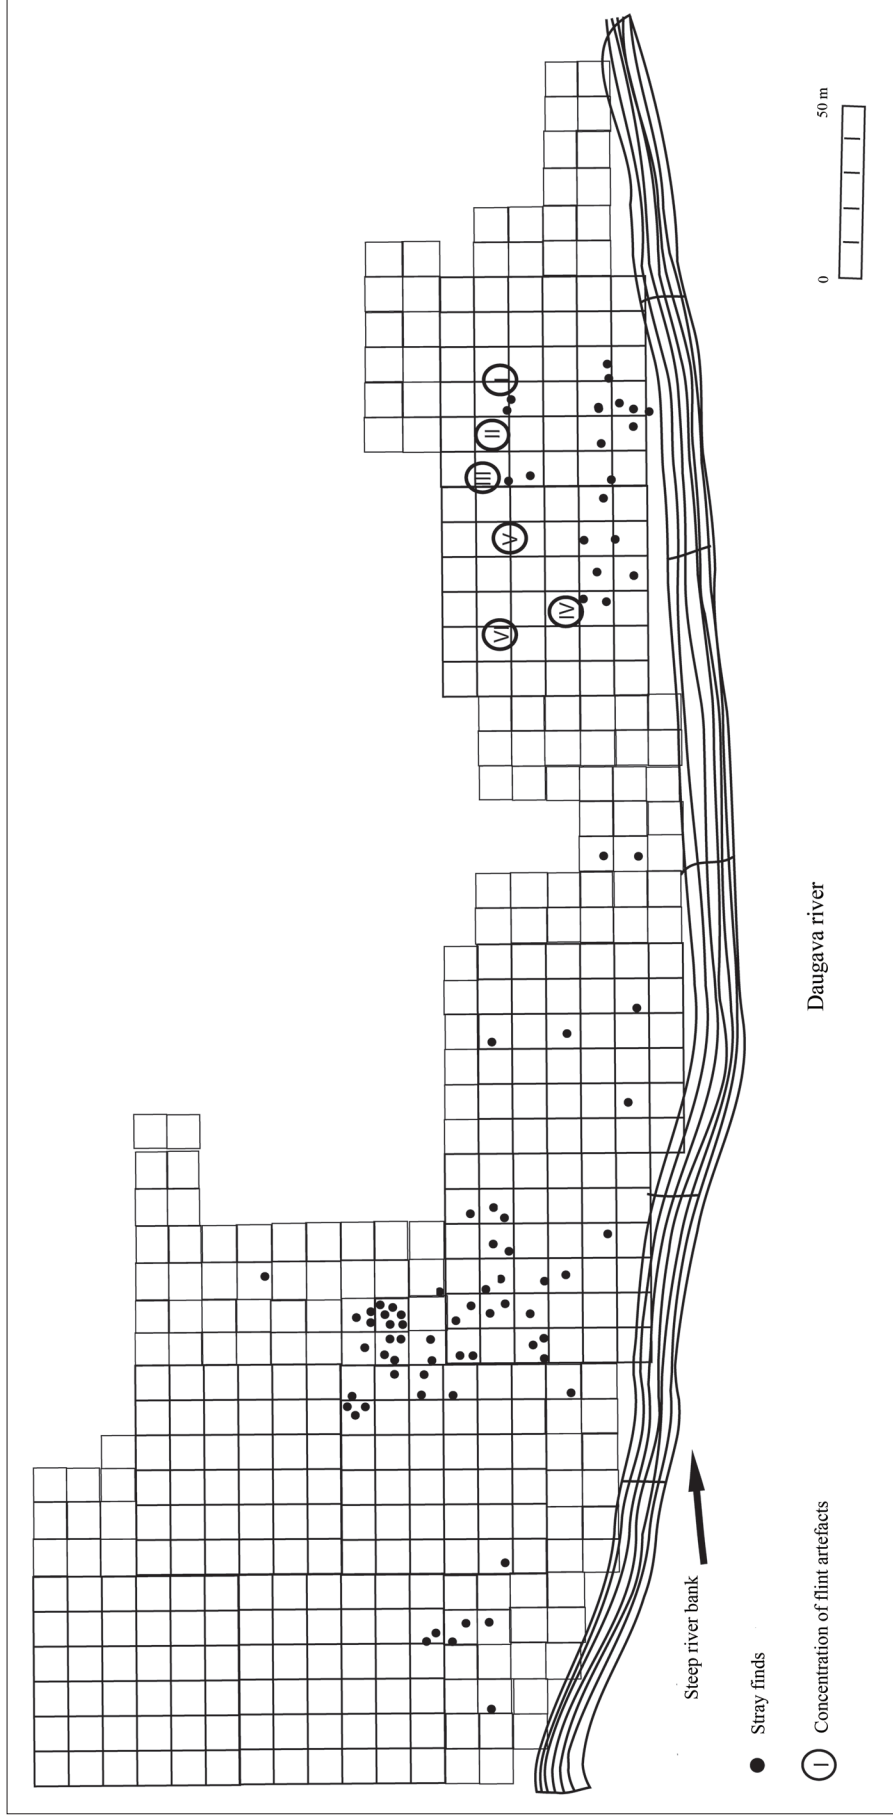 VI
IV
V
III
II
I
Daugava river
Steep river bank
0 50 m
Stray finds
I Concentration of flint artefacts